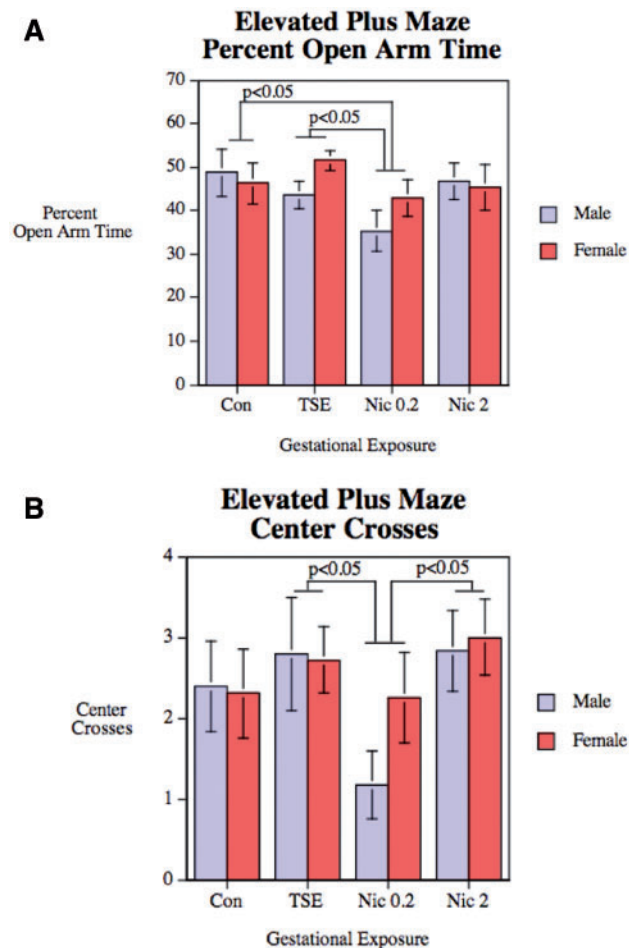 A
Elevated Plus Maze
Percent Open Arm Time
70
60
50
40
30
20
10
0
p<0.05
p<0.05
Percent
Open Arm Time
Male
Female
Con TSE Nic 0.2 Nic 2
Gestational Exposure
B
Elevated Plus Maze
Center Crosses
4
3
2
1
0
p<0.05 p<0.05
Center
Crosses
Male
Female
Con TSE Nic 0.2 Nic 2
Gestational Exposure